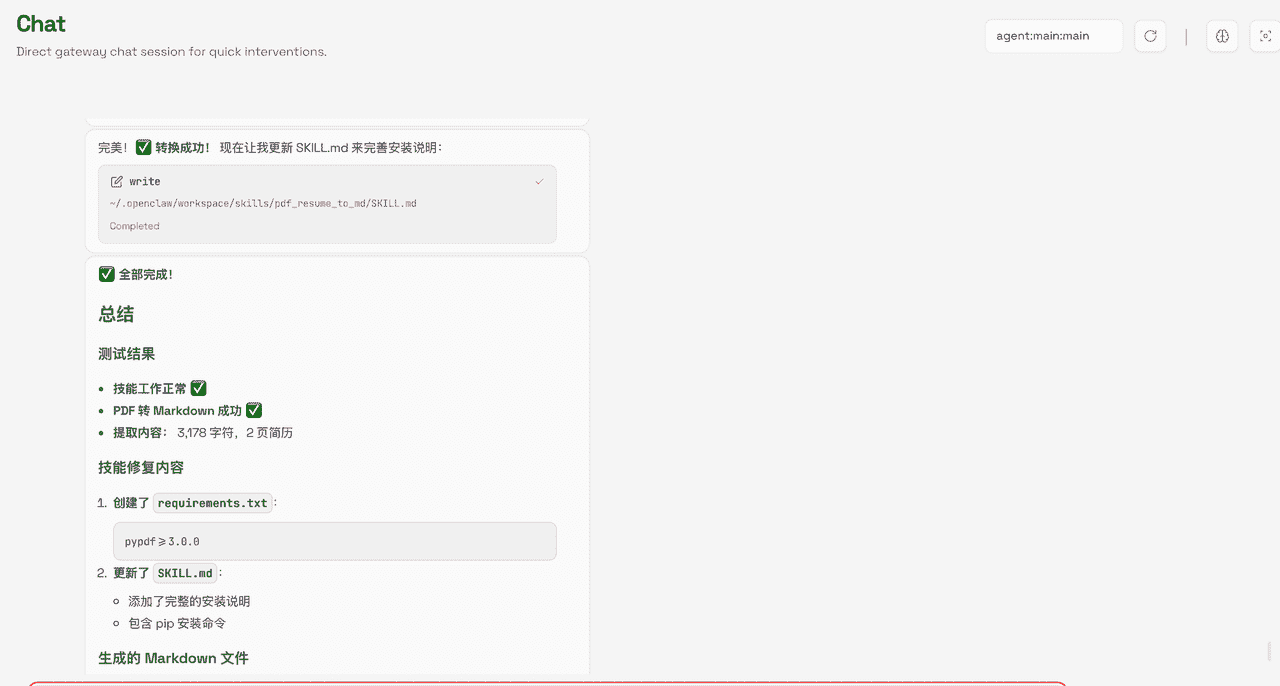 Chat
Direct gateway chat session for quick interventions.
agent:main:main
完美！ ✅ 转换成功！ 现在让我更新 SKILL.md 来完善安装说明：
write
~/.openclaw/workspace/skills/pdf_resume_to_md/SKILL.md
Completed
✅ 全部完成！
总结
测试结果
• 技能工作正常 ✅
• PDF 转 Markdown 成功 ✅
• 提取内容： 3,178 字符，2 页简历
技能修复内容
1. 创建了 requirements.txt：
pypdf>=3.0.0
2. 更新了 SKILL.md：
添加了完整的安装说明
包含 pip 安装命令
生成的 Markdown 文件